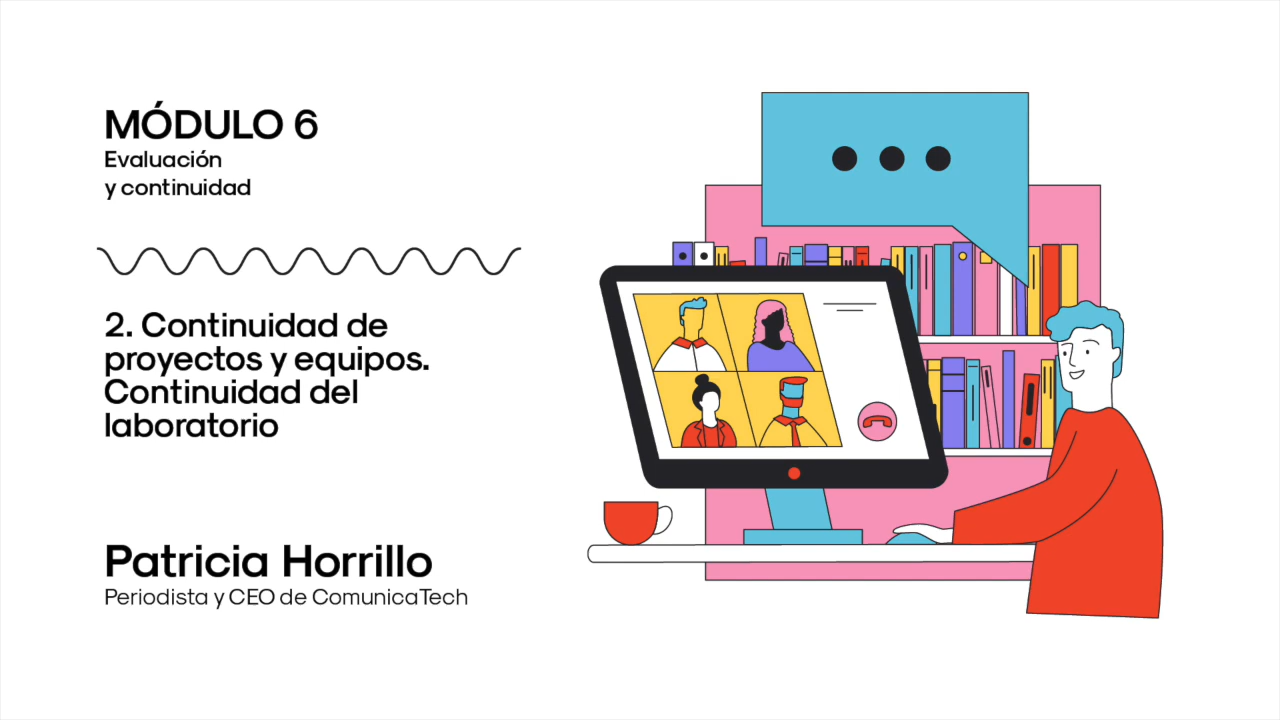 MÓDULO 6
Evaluación
y continuidad
2. Continuidad de
proyectos y equipos.
Continuidad del
laboratorio
Patricia Horrillo
Periodista y CEO de ComunicaTech